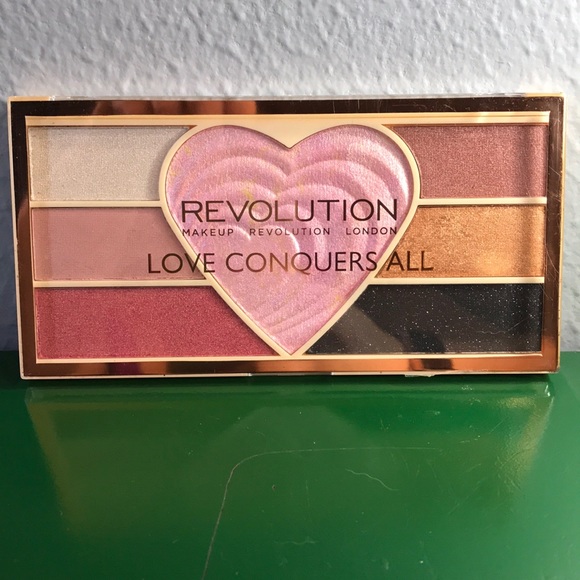 REVOLUTION
MAKEUP REVOLUTION LONDON
LOVE CONQUERS ALL